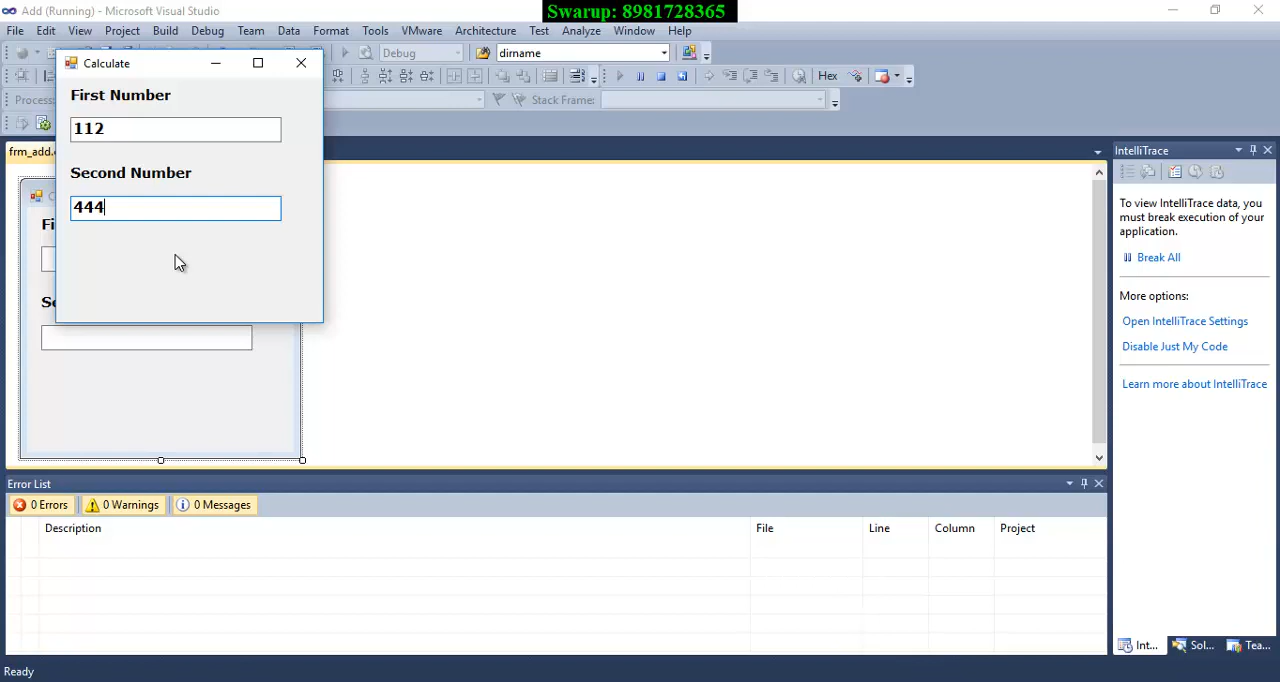 Add (Running) - Microsoft Visual Studio
Swarup: 8981728365
File Edit View Project Build Debug Team Data Format Tools VMware Architecture Test Analyze Window Help
Debug
dirname
Calculate
Hex
First Number
Process:
Stack Frame:
112
frm_add.
IntelliTrace
Second Number
444
To view IntelliTrace data, you
must break execution of your
application.
Break All
More options:
Open IntelliTrace Settings
Disable Just My Code
Learn more about IntelliTrace
Error List
0 Errors 0 Warnings 0 Messages
Description File Line Column Project
Int... Sol... Tea...
Ready